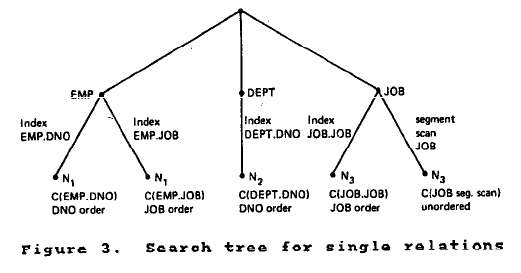 EMP
DEPT
JOB
Index
EMP.DNO
Index
EMP.JOB
Index
DEPT.DNO
Index
JOB.JOB
segment
scan
JOB
N1
C(EMP.DNO)
DNO order
N1
C(EMP.JOB)
JOB order
N2
C(DEPT.DNO)
DNO order
N3
C(JOB.JOB)
JOB order
N3
C(JOB seg. scan)
unordered
Figure 3. Search tree for single relations